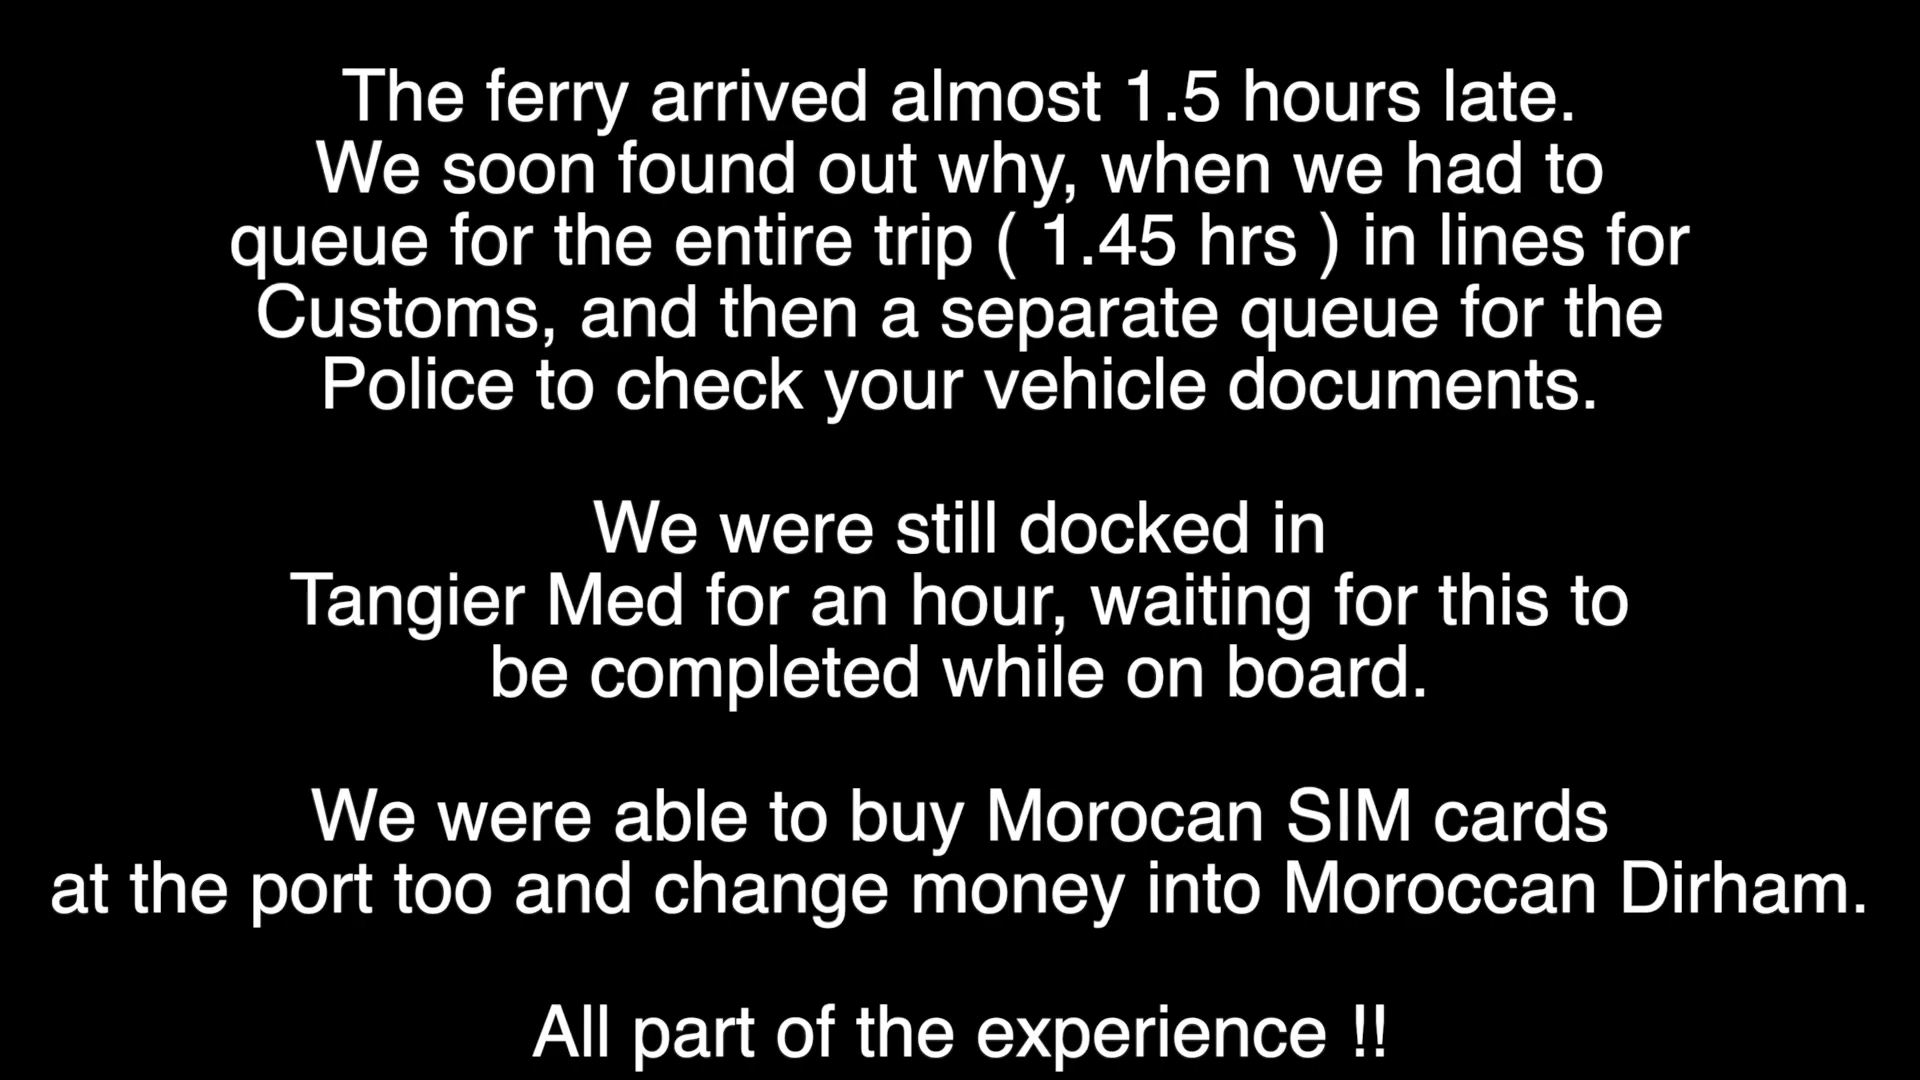 The ferry arrived almost 1.5 hours late.
We soon found out why, when we had to
queue for the entire trip ( 1.45 hrs ) in lines for
Customs, and then a separate queue for the
Police to check your vehicle documents.
We were still docked in
Tangier Med for an hour, waiting for this to
be completed while on board.
We were able to buy Morocan SIM cards
at the port too and change money into Moroccan Dirham.
All part of the experience !!